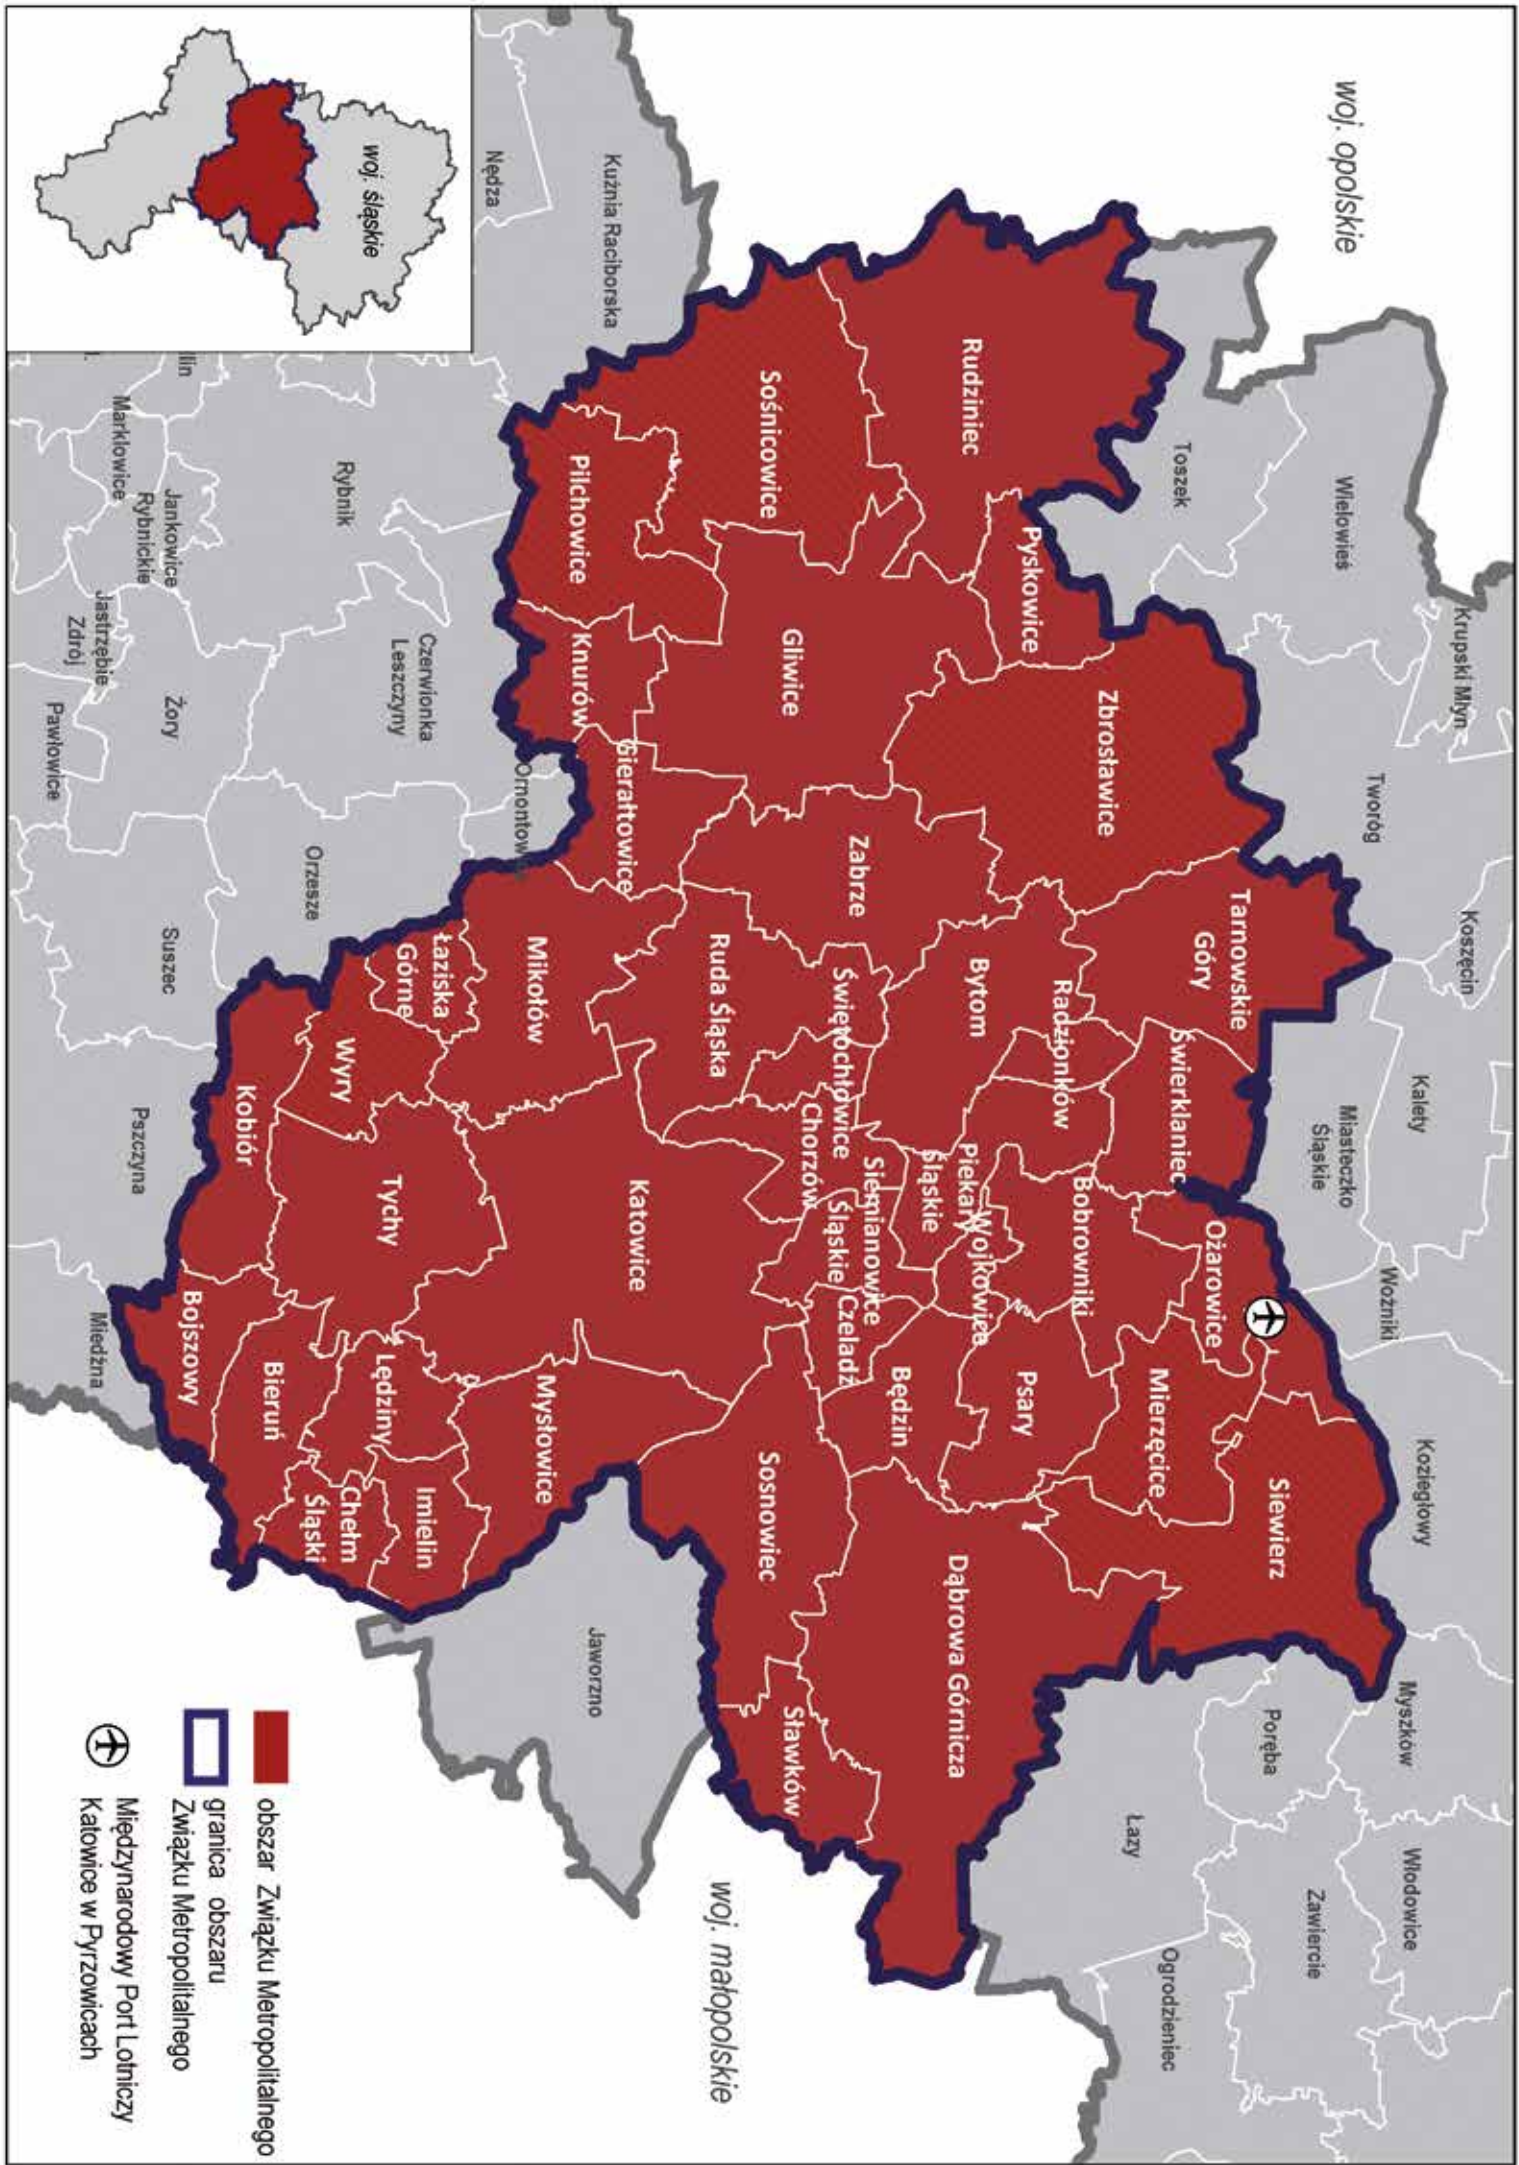 Koszęcin
Krupski Młyn
Kalety
Koziegłowy
Myszków
Włodowice
Woźniki
Tworóg
woj. opolskie
Wielowieś
Miasteczko
Śląskie
Zawiercie
Siewierz
Poręba
Tarnowskie
Góry
Ożarowice
Toszek
Świerklaniec
Mierzęcice
Ogrodzieniec
Łazy
Zbrosławice
Radzionków
Bobrowniki
Pyskowice
Psary
Rudziniec
Bytom
Piekary
Śląskie
Wojkowice
Dąbrowa Górnicza
Będzin
Zabrze
Świętochłowice
Siemianowice
Śląskie
Czeladź
Chorzów
Gliwice
Sośnicowice
Sosnowiec
Sławków
Ruda Śląska
woj. małopolskie
Katowice
Gierałtowice
Kuźnia Raciborska
Jaworzno
Pilchowice
Knurów
Mikołów
Mysłowice
Ornontow
Nędza
Łaziska
Górne
Imielin
Czerwionka
Leszczyny
Tychy
Lędziny
Chełm
Śląski
woj. śląskie
Rybnik
Wyry
Orzesze
Kobiór
Bieruń
Bojszowy
Jankowice
Rybnickie
Żory
Suszec
Pszczyna
Marklowice
Jastrzębie
Zdrój
Miedźna
Pawłowice
obszar Związku Metropolitalnego
granica obszaru
Związku Metropolitalnego
Międzynarodowy Port Lotniczy
Katowice w Pyrzowicach